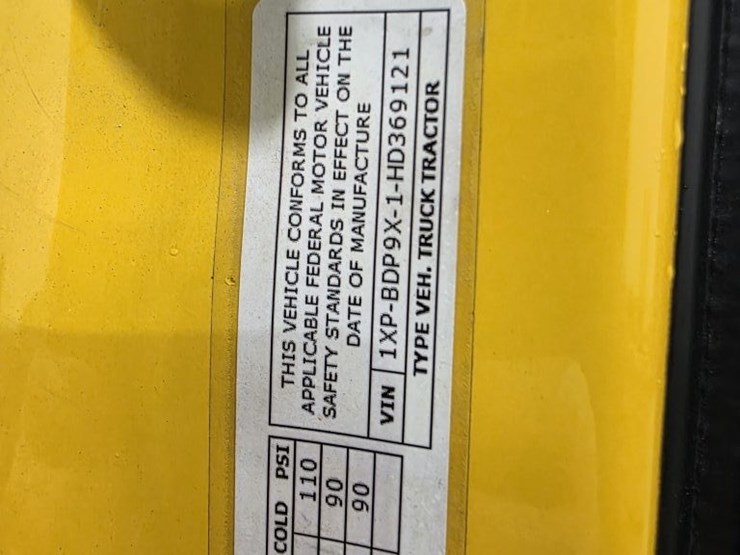 THIS VEHICLE CONFORMS TO ALL
APPLICABLE FEDERAL MOTOR VEHICLE
SAFETY STANDARDS IN EFFECT ON THE
DATE OF MANUFACTURE
VIN 1XP-BDP9X-1-HD369121
TYPE VEH. TRUCK TRACTOR
COLD PSI
110
90
90